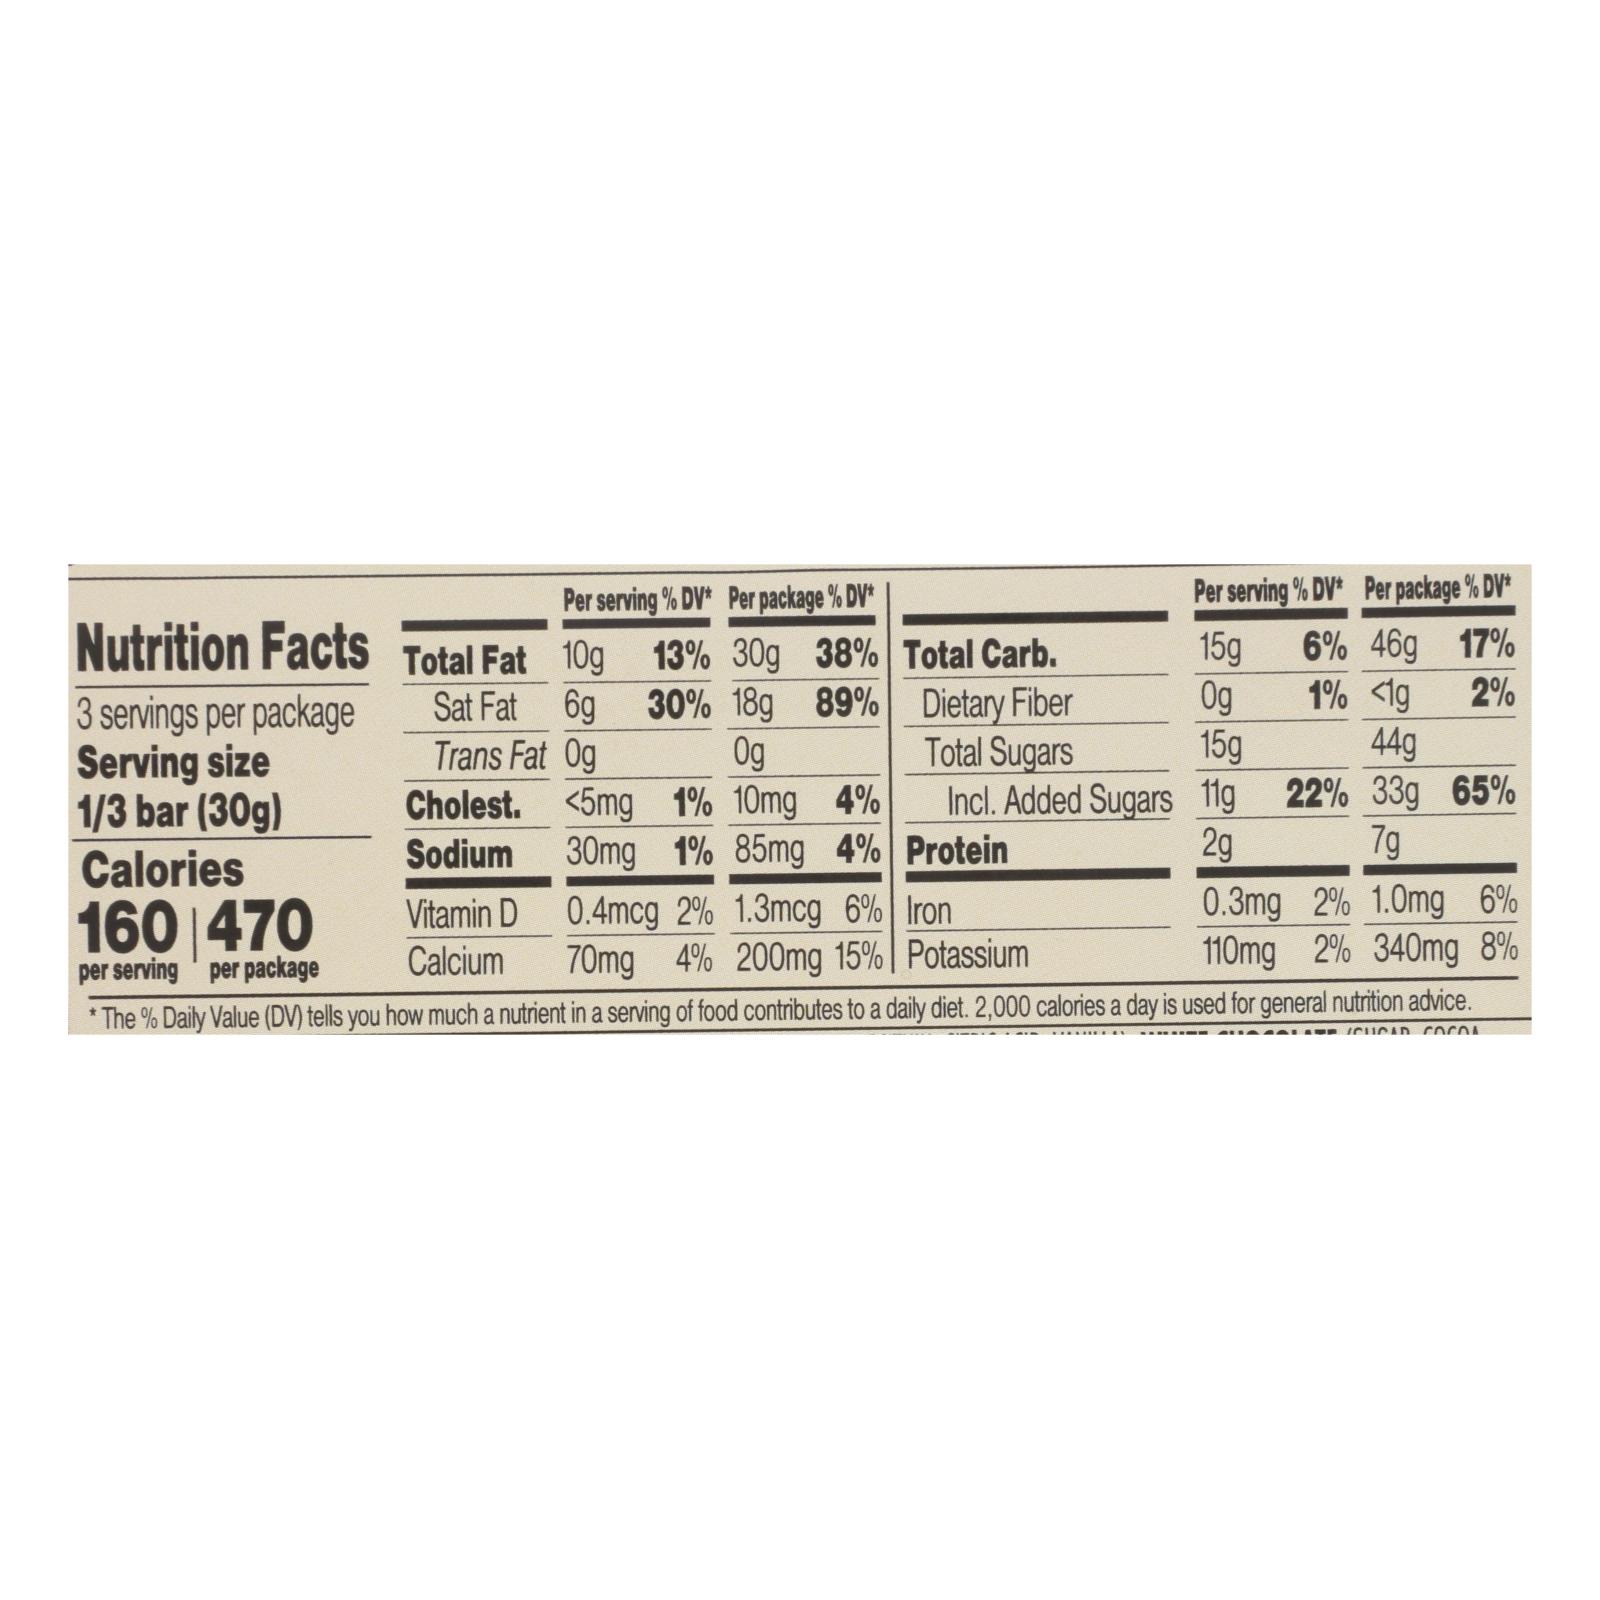 Nutrition Facts
3 servings per package
Serving size
1/3 bar (30g)
Calories
160 | 470
per serving per package
Per serving % DV* Per package % DV*
Total Fat 10g 13% 30g 38%
Sat Fat 6g 30% 18g 89%
Trans Fat 0g 0g
Cholest. <5mg 1% 10mg 4%
Sodium 30mg 1% 85mg 4%
Vitamin D 0.4mcg 2% 1.3mcg 6%
Calcium 70mg 4% 200mg 15%
Per serving % DV* Per package % DV*
Total Carb. 15g 6% 46g 17%
Dietary Fiber 0g 1% <1g 2%
Total Sugars 15g 44g
Incl. Added Sugars 11g 22% 33g 65%
Protein 2g 7g
Iron 0.3mg 2% 1.0mg 6%
Potassium 110mg 2% 340mg 8%
* The % Daily Value (DV) tells you how much a nutrient in a serving of food contributes to a daily diet. 2,000 calories a day is used for general nutrition advice.